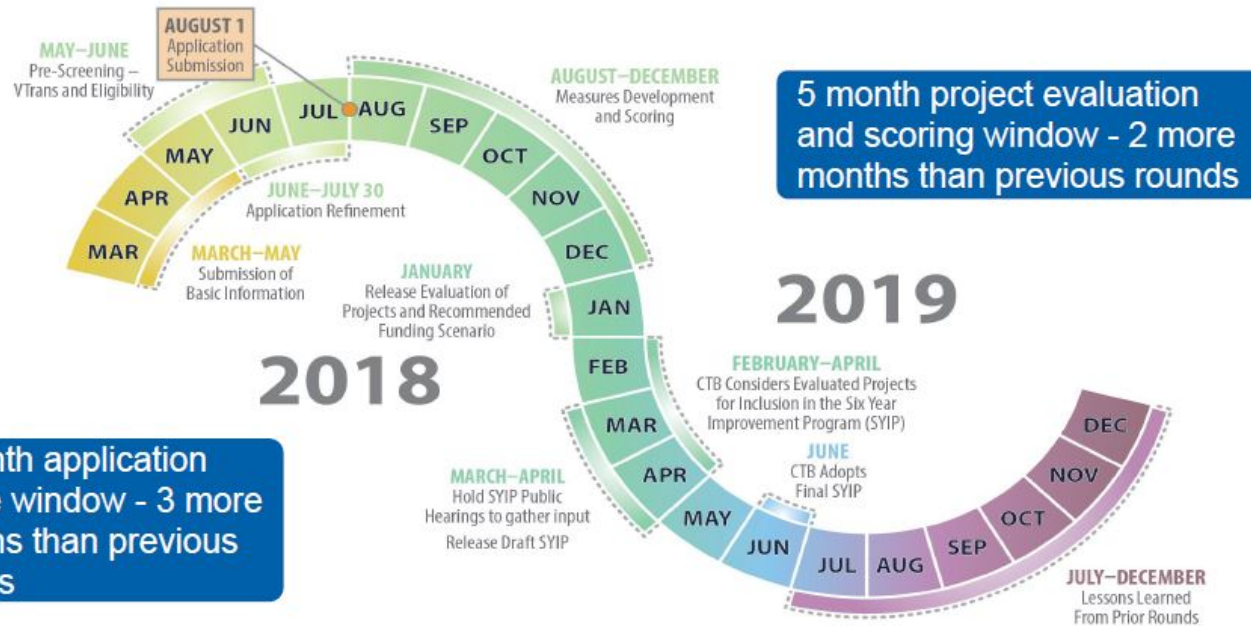 AUGUST 1
Application
Submission
MAY–JUNE
Pre-Screening –
VTrans and Eligibility
AUGUST–DECEMBER
Measures Development
and Scoring
5 month project evaluation
and scoring window - 2 more
months than previous rounds
MAR
APR
MAY
JUN
JUL
AUG
SEP
OCT
NOV
DEC
JAN
FEB
MAR
APR
MAY
JUN
JUL
AUG
SEP
OCT
NOV
DEC
JUNE–JULY 30
Application Refinement
MARCH–MAY
Submission of
Basic Information
JANUARY
Release Evaluation of
Projects and Recommended
Funding Scenario
2018
2019
FEBRUARY–APRIL
CTB Considers Evaluated Projects
for Inclusion in the Six Year
Improvement Program (SYIP)
JUNE
CTB Adopts
Final SYIP
MARCH–APRIL
Hold SYIP Public
Hearings to gather input
Release Draft SYIP
application
window - 3 more
than previous
JULY–DECEMBER
Lessons Learned
From Prior Rounds